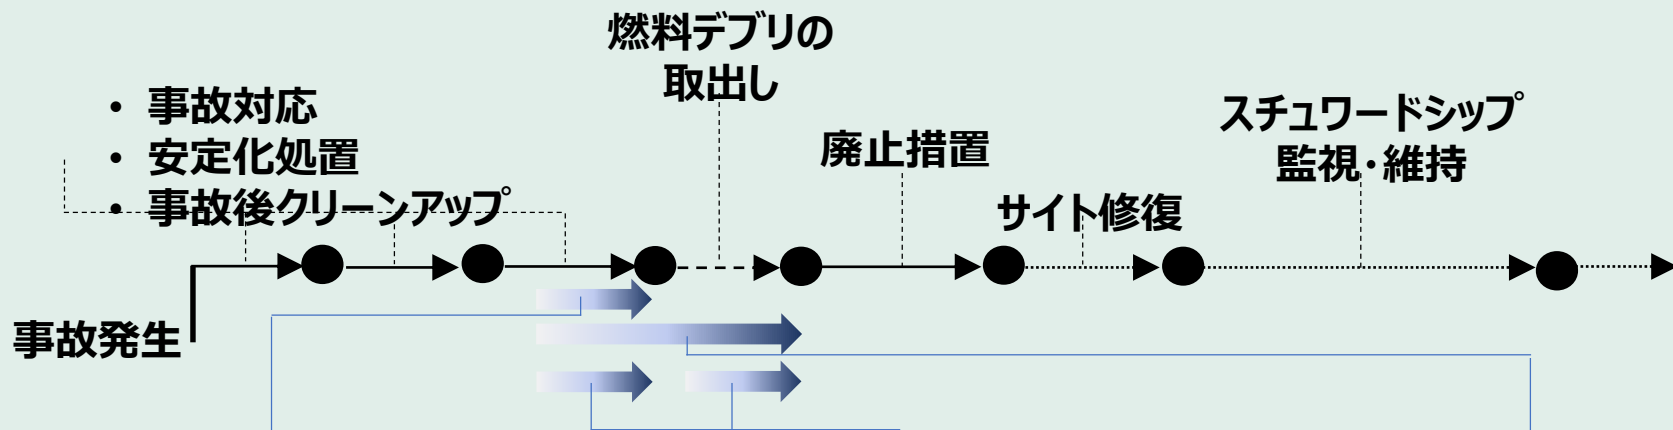 燃料デブリの
取出し
• 事故対応
• 安定化処置
• 事故後クリーンアップ
廃止措置
スチュワードシップ
監視・維持
サイト修復
事故発生